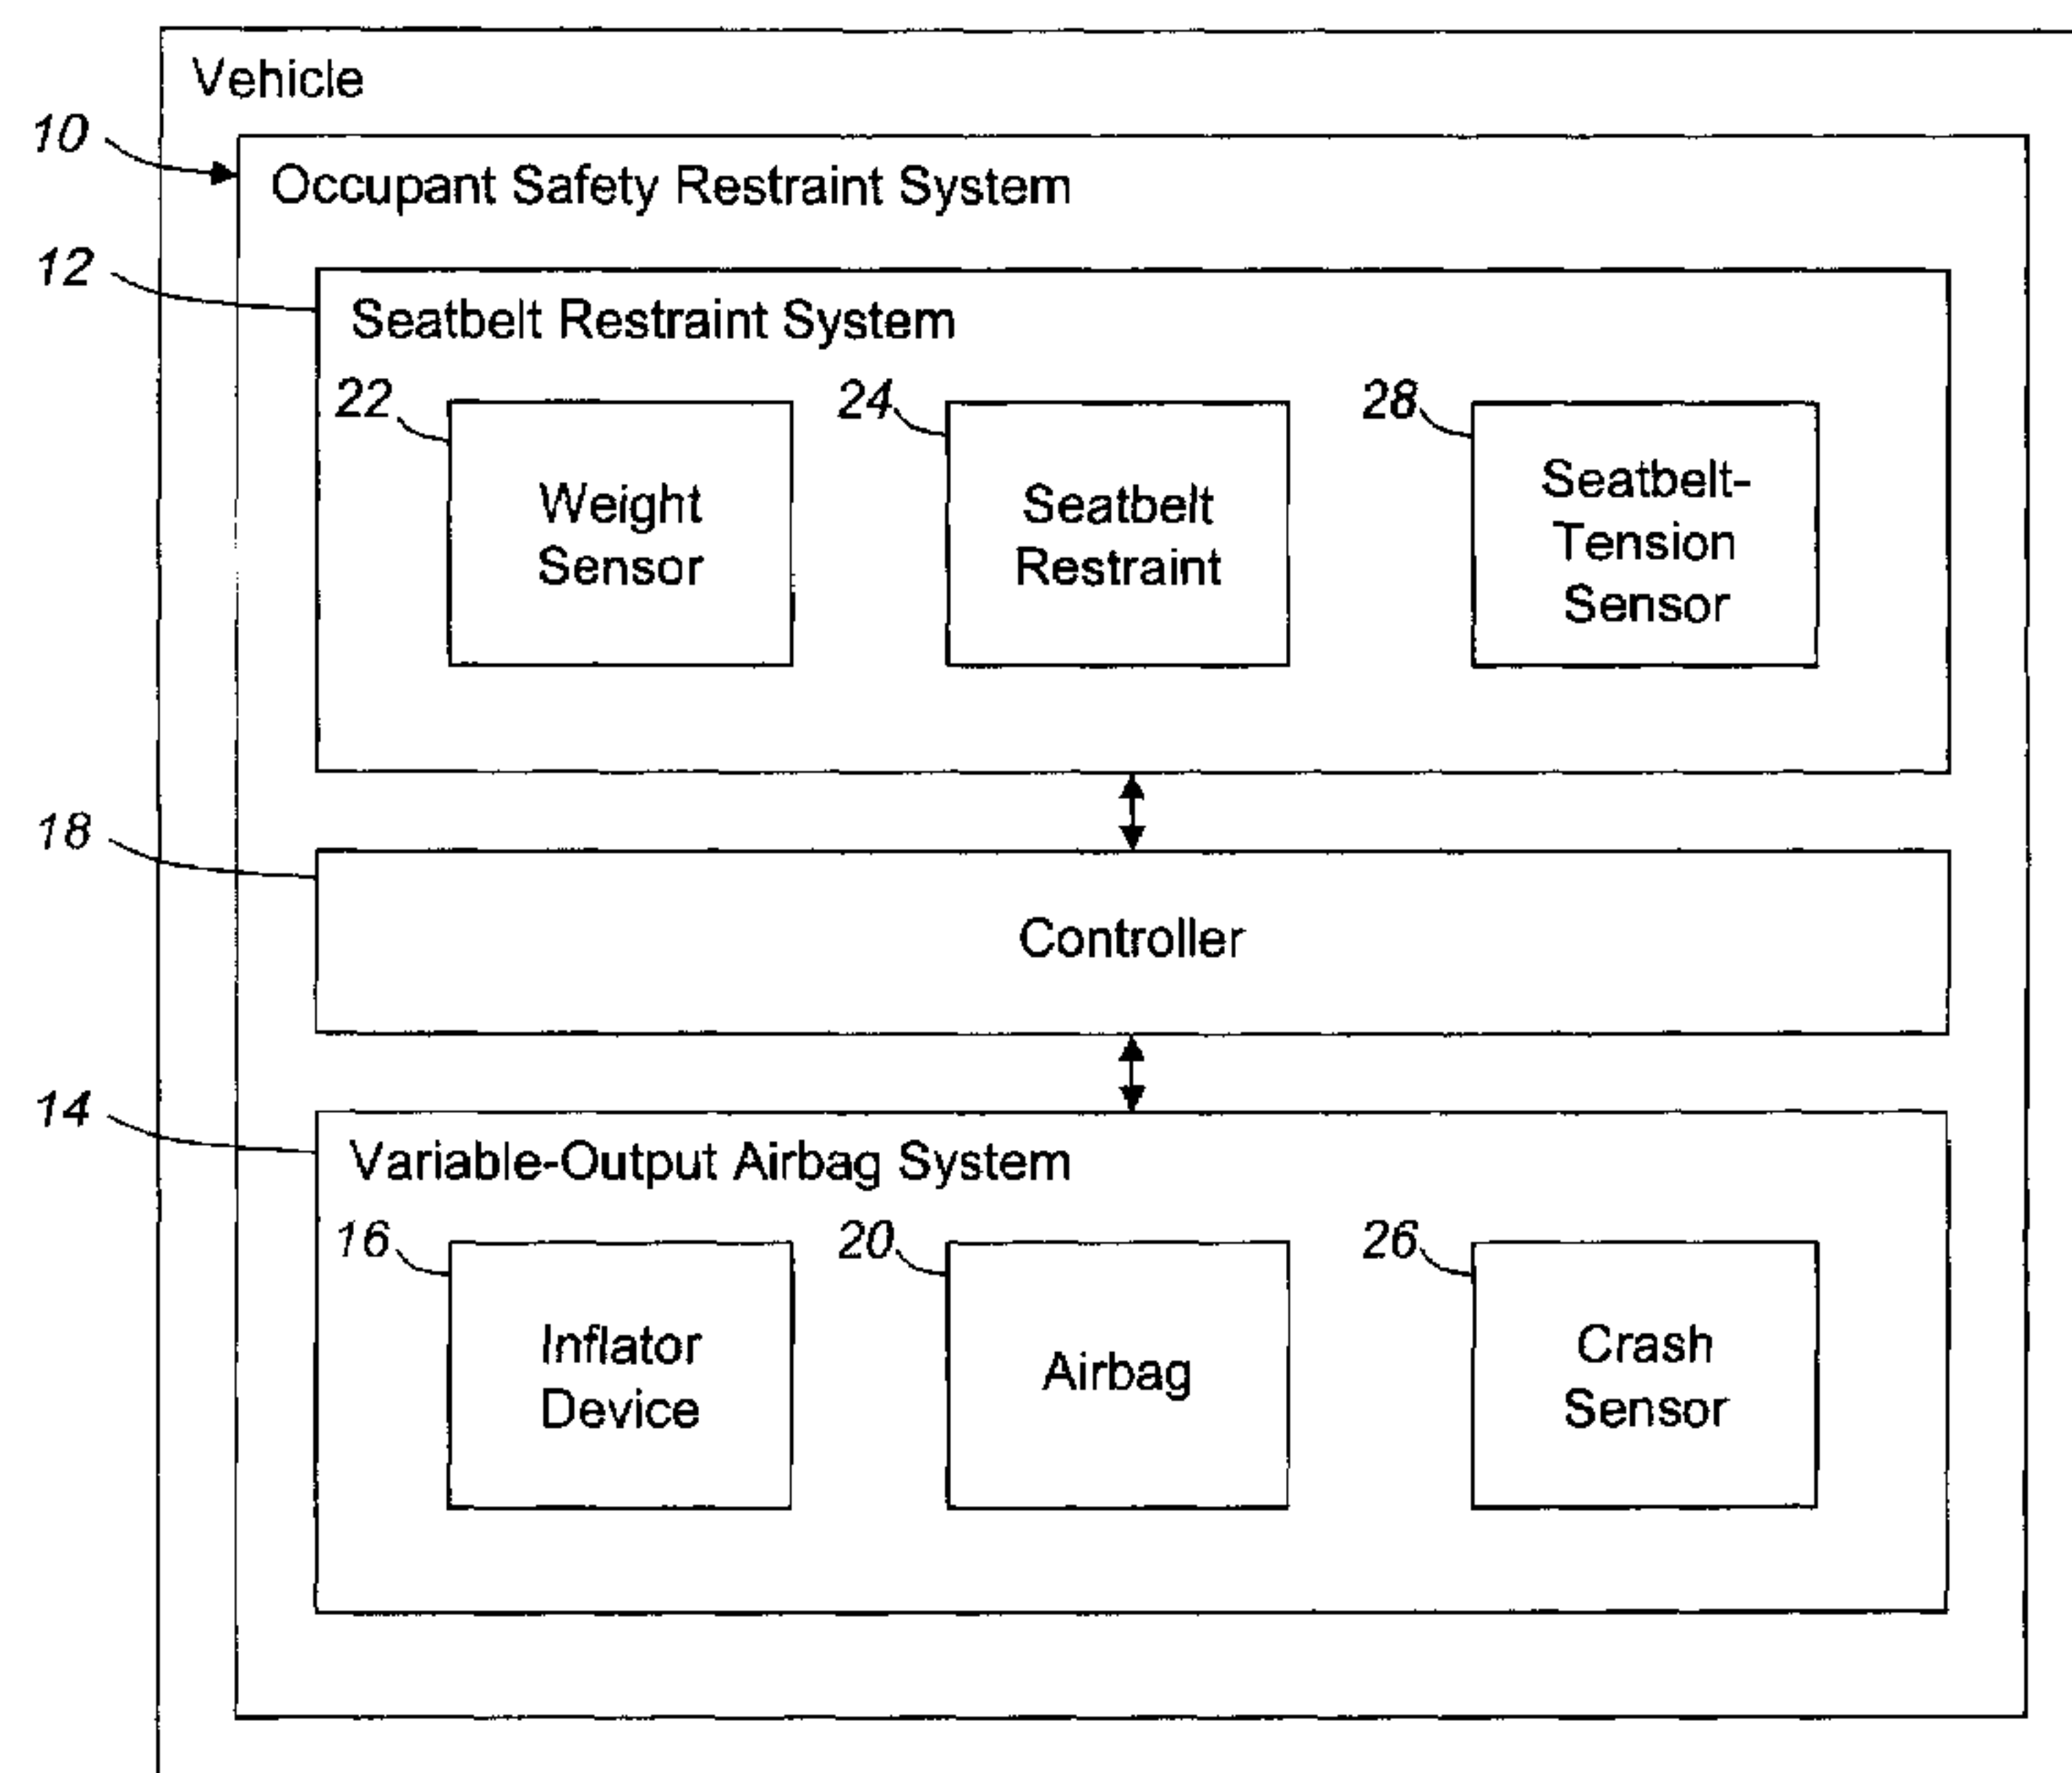 Vehicle
10
Occupant Safety Restraint System
12
Seatbelt Restraint System
22
Weight
Sensor
24
Seatbelt
Restraint
28
Seatbelt-
Tension
Sensor
18
Controller
14
Variable-Output Airbag System
16
Inflator
Device
20
Airbag
26
Crash
Sensor